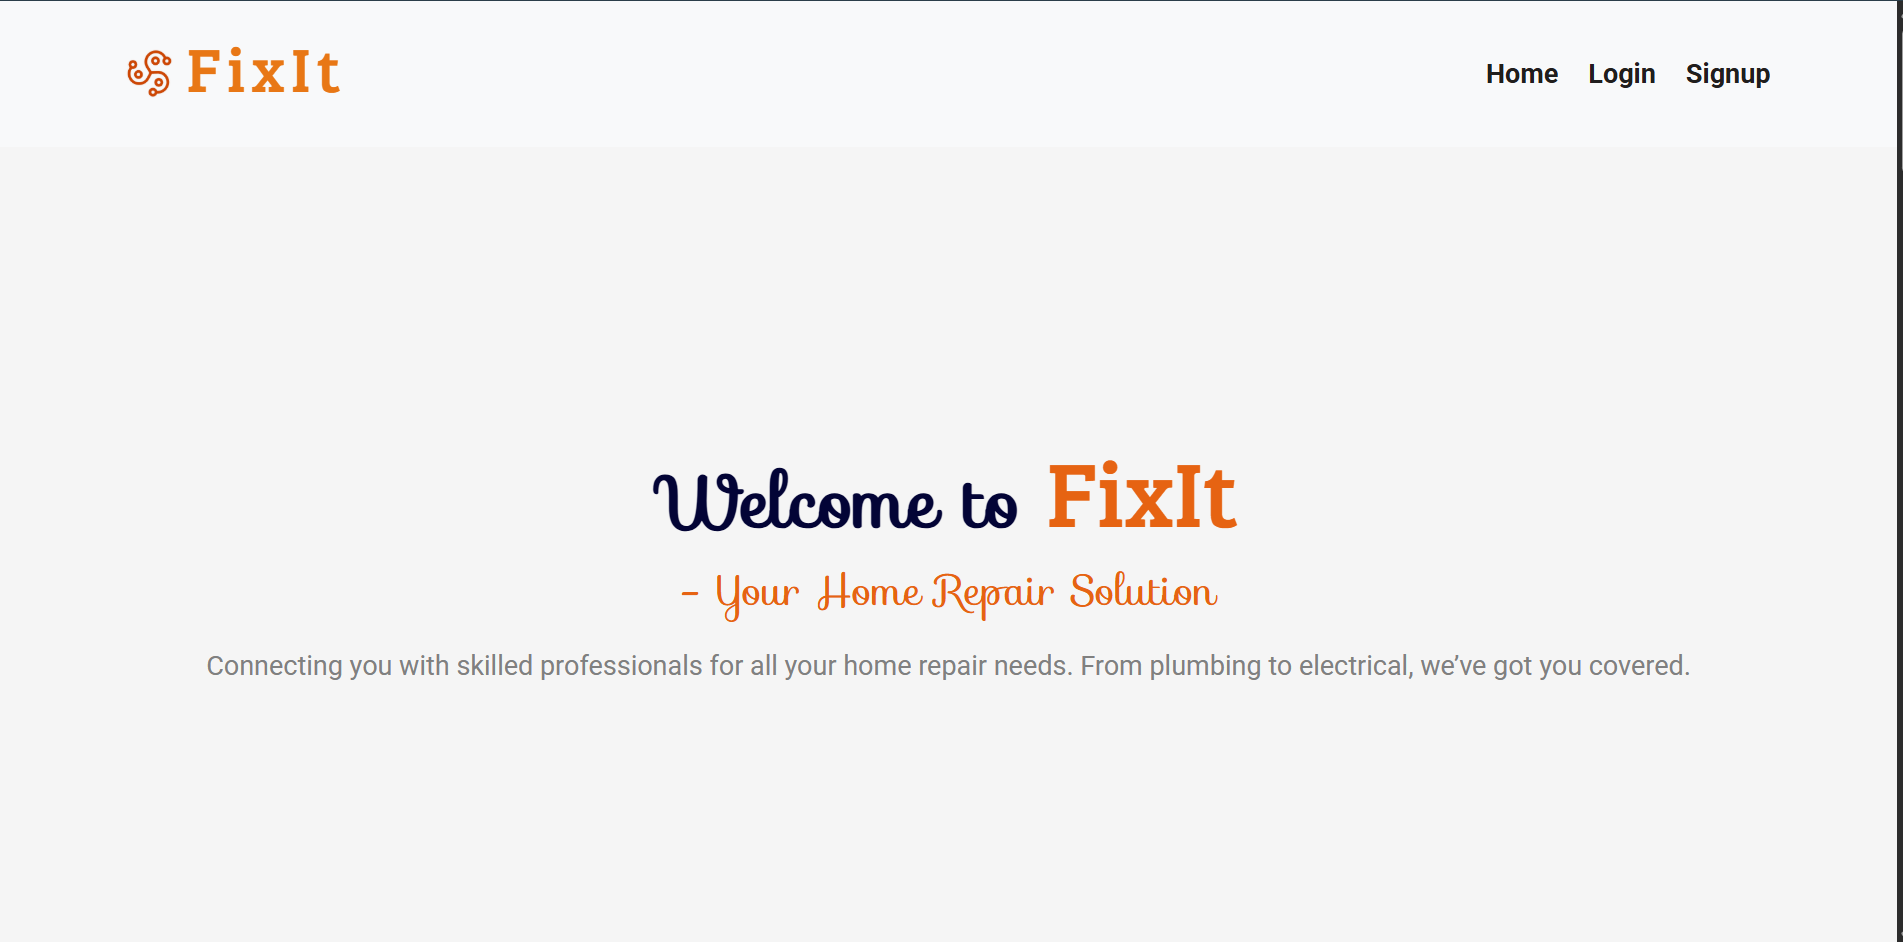 FixIt
Home Login Signup
Welcome to FixIt
- Your Home Repair Solution
Connecting you with skilled professionals for all your home repair needs. From plumbing to electrical, we’ve got you covered.